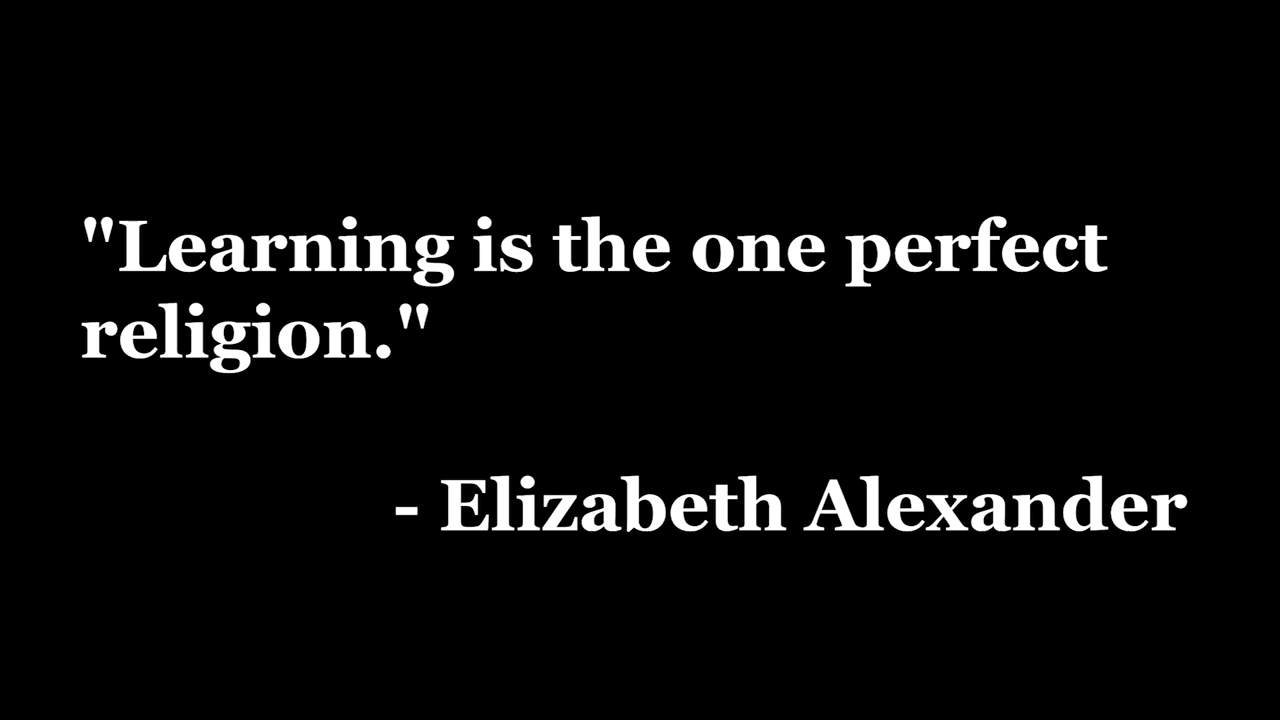 "Learning is the one perfect
religion."
- Elizabeth Alexander